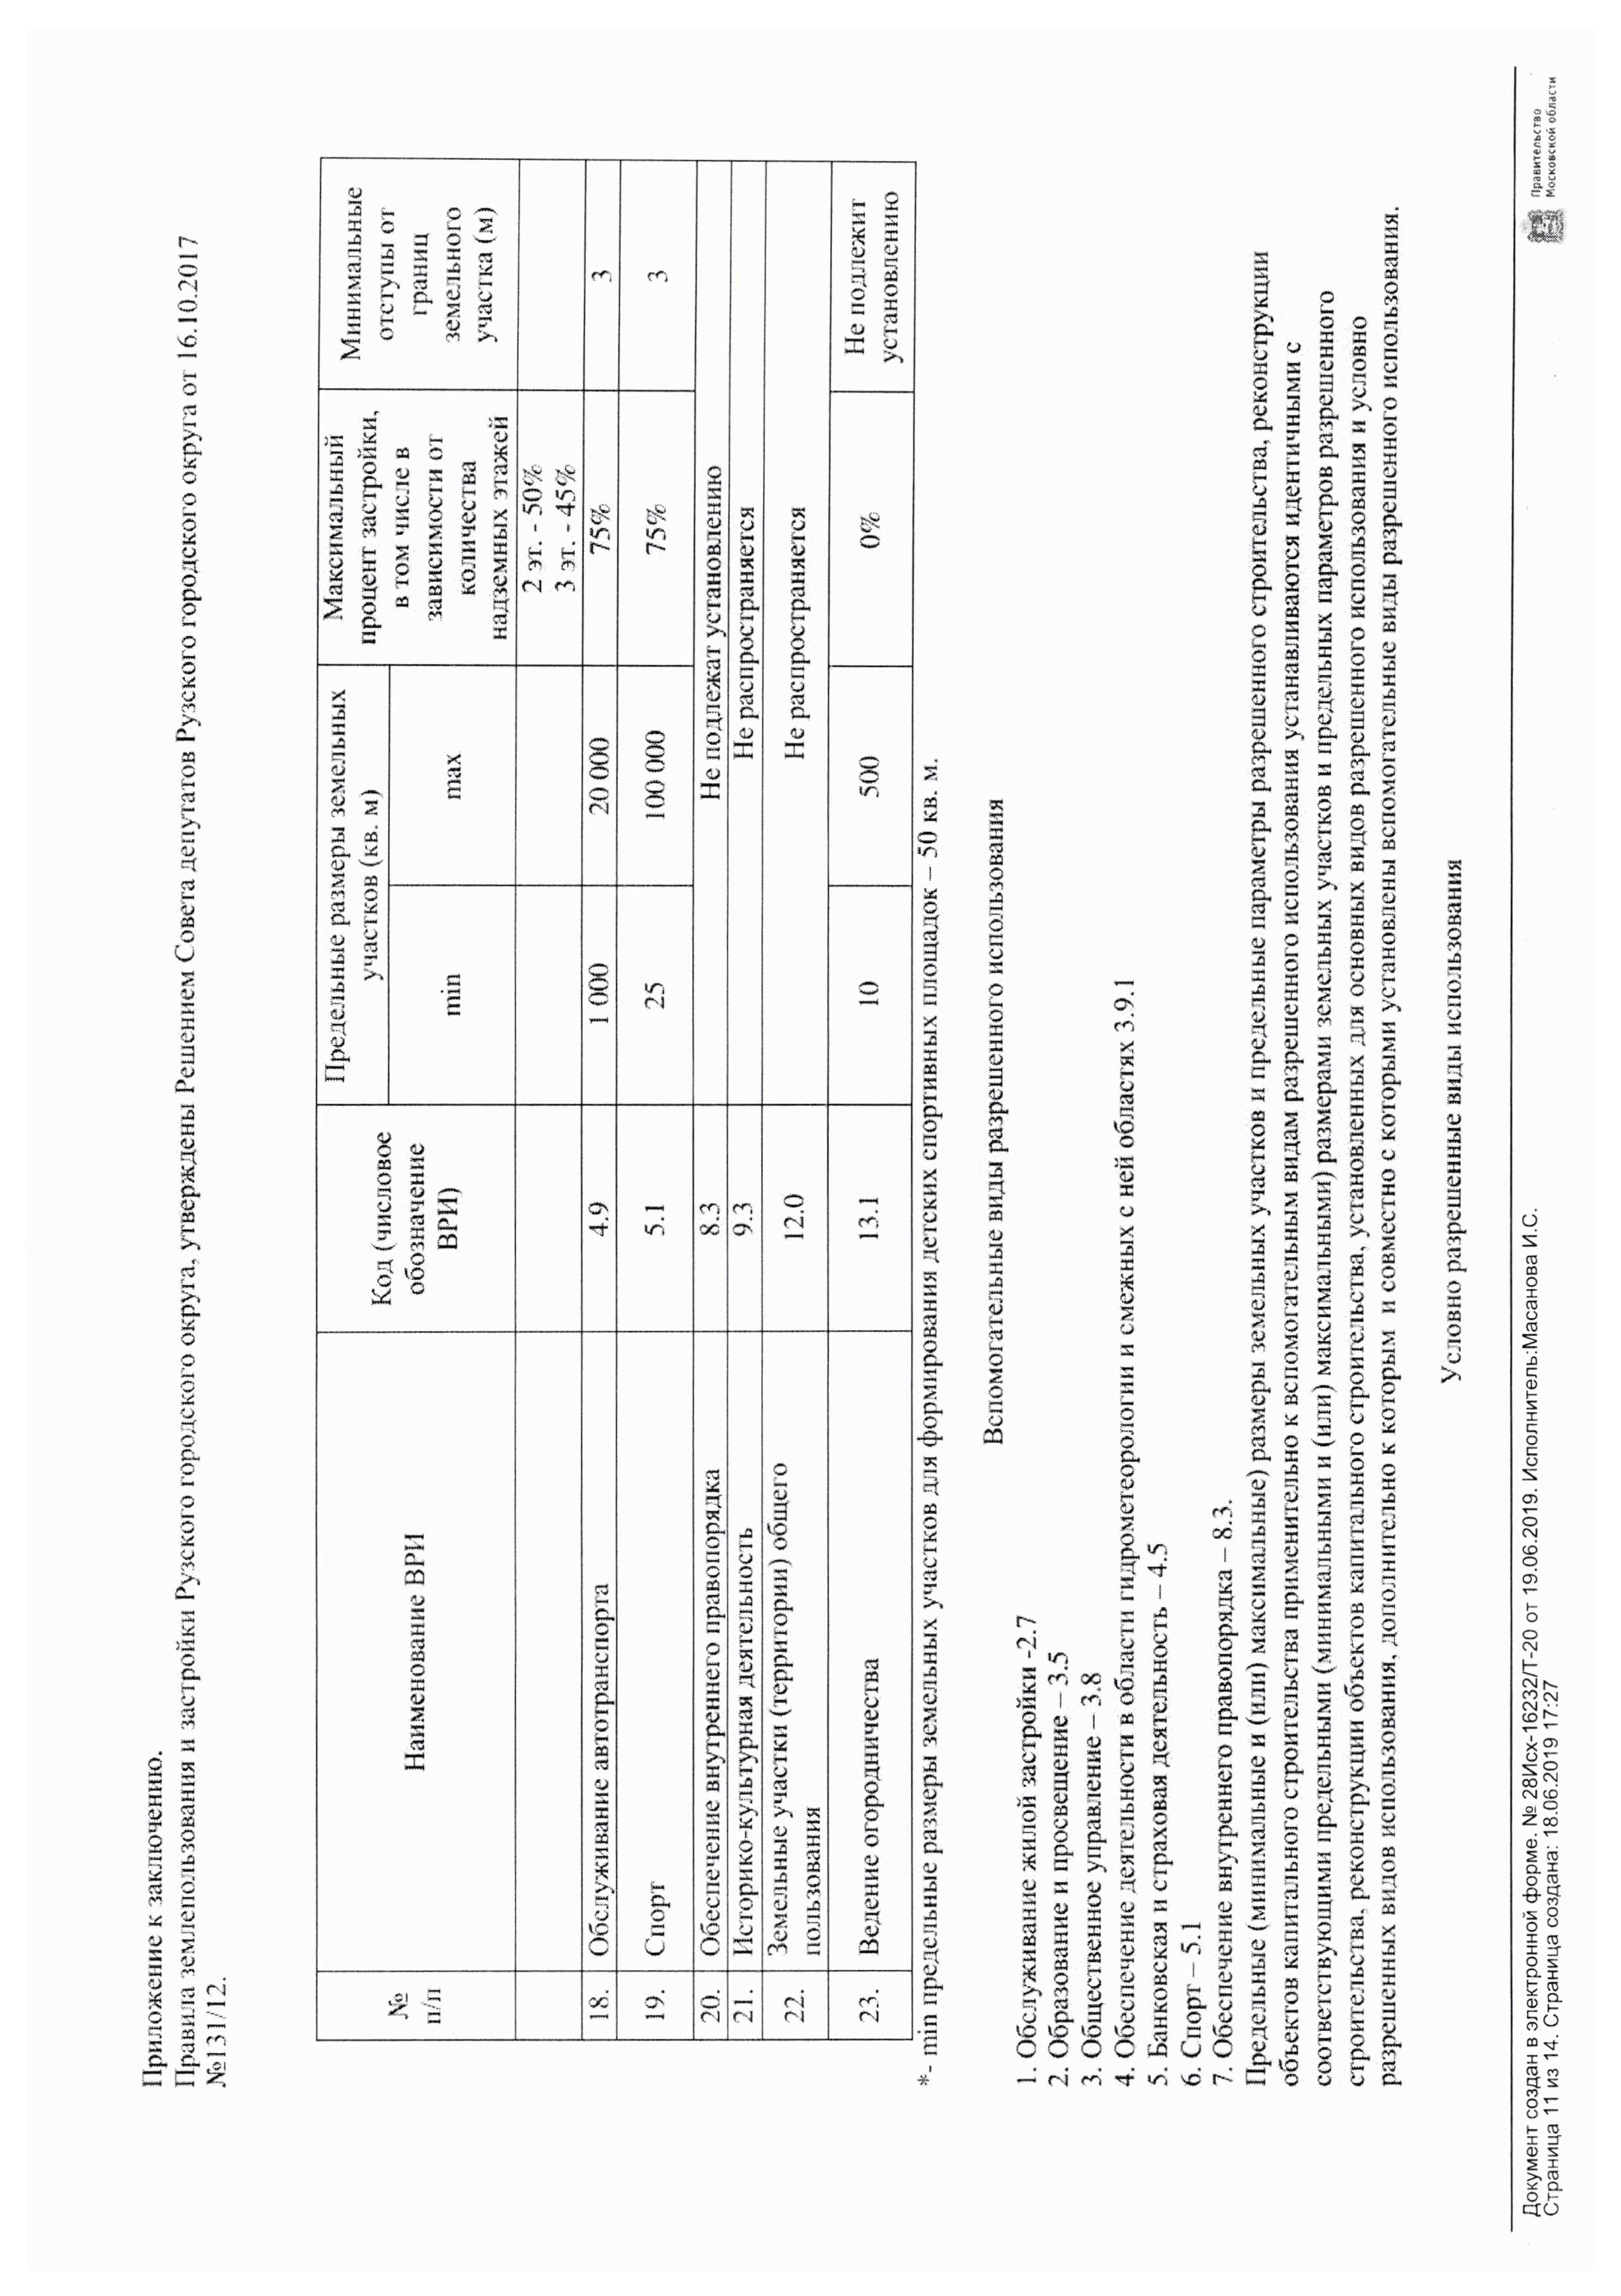 Приложение к заключению.
Правила землепользования и застройки Рузского городского округа, утверждены Решением Совета депутатов Рузского городского округа от 16.10.2017
№131/12.
№ п/п
Наименование ВРИ
Код (числовое обозначение ВРИ)
Предельные размеры земельных участков (кв. м)
min
max
Максимальный процент застройки, в том числе в зависимости от количества надземных этажей
Минимальные отступы от границ земельного участка (м)
2 эт. - 50%
3 эт. - 45%
18. Обслуживание автотранспорта 4.9 1 000 20 000 75% 3
19. Спорт 5.1 25 100 000 75% 3
20. Обеспечение внутреннего правопорядка 8.3 Не подлежат установлению
21. Историко-культурная деятельность 9.3 Не распространяется
22. Земельные участки (территории) общего пользования 12.0 Не распространяется
23. Ведение огородничества 13.1 10 500 0% Не подлежит установлению
*- min предельные размеры земельных участков для формирования детских спортивных площадок – 50 кв. м.
Вспомогательные виды разрешенного использования
1. Обслуживание жилой застройки -2.7
2. Образование и просвещение – 3.5
3. Общественное управление – 3.8
4. Обеспечение деятельности в области гидрометеорологии и смежных с ней областях 3.9.1
5. Банковская и страховая деятельность – 4.5
6. Спорт – 5.1
7. Обеспечение внутреннего правопорядка – 8.3.
Предельные (минимальные и (или) максимальные) размеры земельных участков и предельные параметры разрешенного строительства, реконструкции
объектов капитального строительства применительно к вспомогательным видам разрешенного использования устанавливаются идентичными с
соответствующими предельными (минимальными и (или) максимальными) размерами земельных участков и предельных параметров разрешенного
строительства, реконструкции объектов капитального строительства, установленных для основных видов разрешенного использования и условно
разрешенных видов использования, дополнительно к которым и совместно с которыми установлены вспомогательные виды разрешенного использования.
Условно разрешенные виды использования
Документ создан в электронной форме. № 28Исх-16232/Т-20 от 19.06.2019. Исполнитель:Масанова И.С.
Страница 11 из 14. Страница создана: 18.06.2019 17:27
Правительство
Московской области